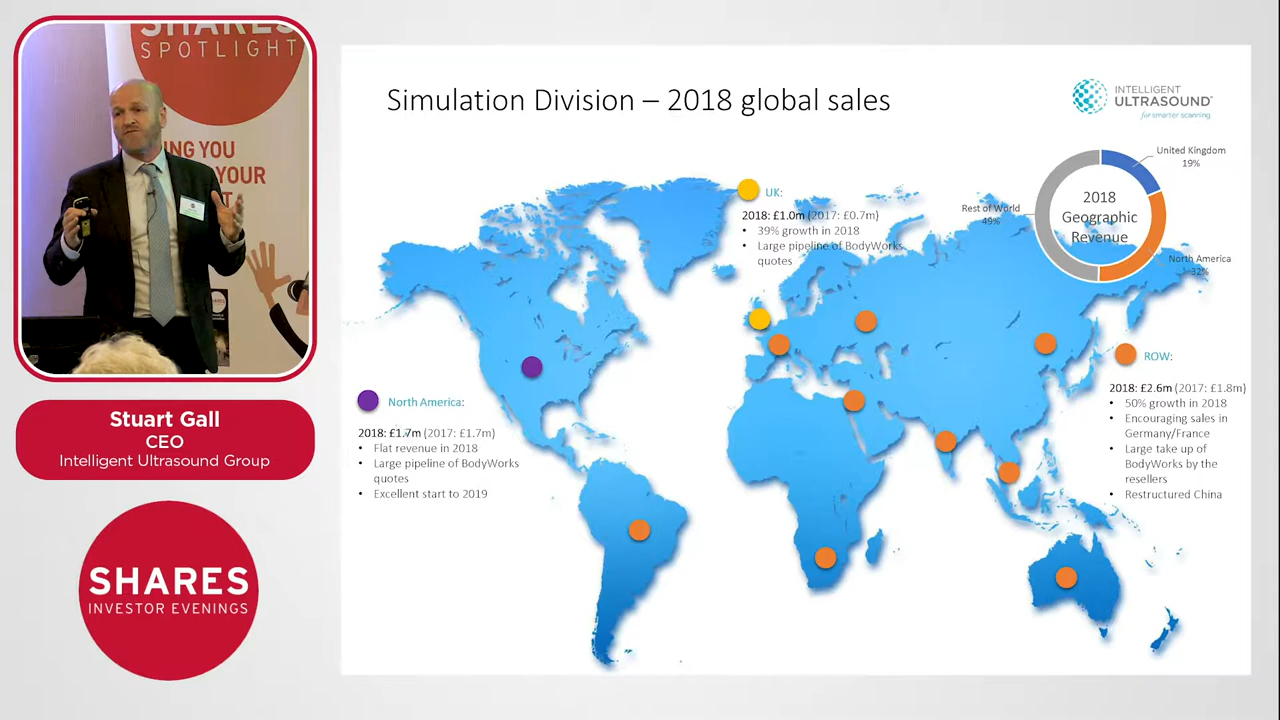 SHARES
SPOTLIGHT
YOU
YOUR
Stuart Gall
CEO
Intelligent Ultrasound Group
SHARES
INVESTOR EVENINGS
Simulation Division – 2018 global sales
INTELLIGENT
ULTRASOUND™
for smarter scanning
United Kingdom
19%
2018
Geographic
Revenue
Rest of World
49%
North America
32%
UK:
2018: £1.0m (2017: £0.7m)
• 39% growth in 2018
• Large pipeline of BodyWorks
quotes
North America:
2018: £1.7m (2017: £1.7m)
• Flat revenue in 2018
• Large pipeline of BodyWorks
quotes
• Excellent start to 2019
ROW:
2018: £2.6m (2017: £1.8m)
• 50% growth in 2018
• Encouraging sales in
Germany/France
• Large take up of
BodyWorks by the
resellers
• Restructured China